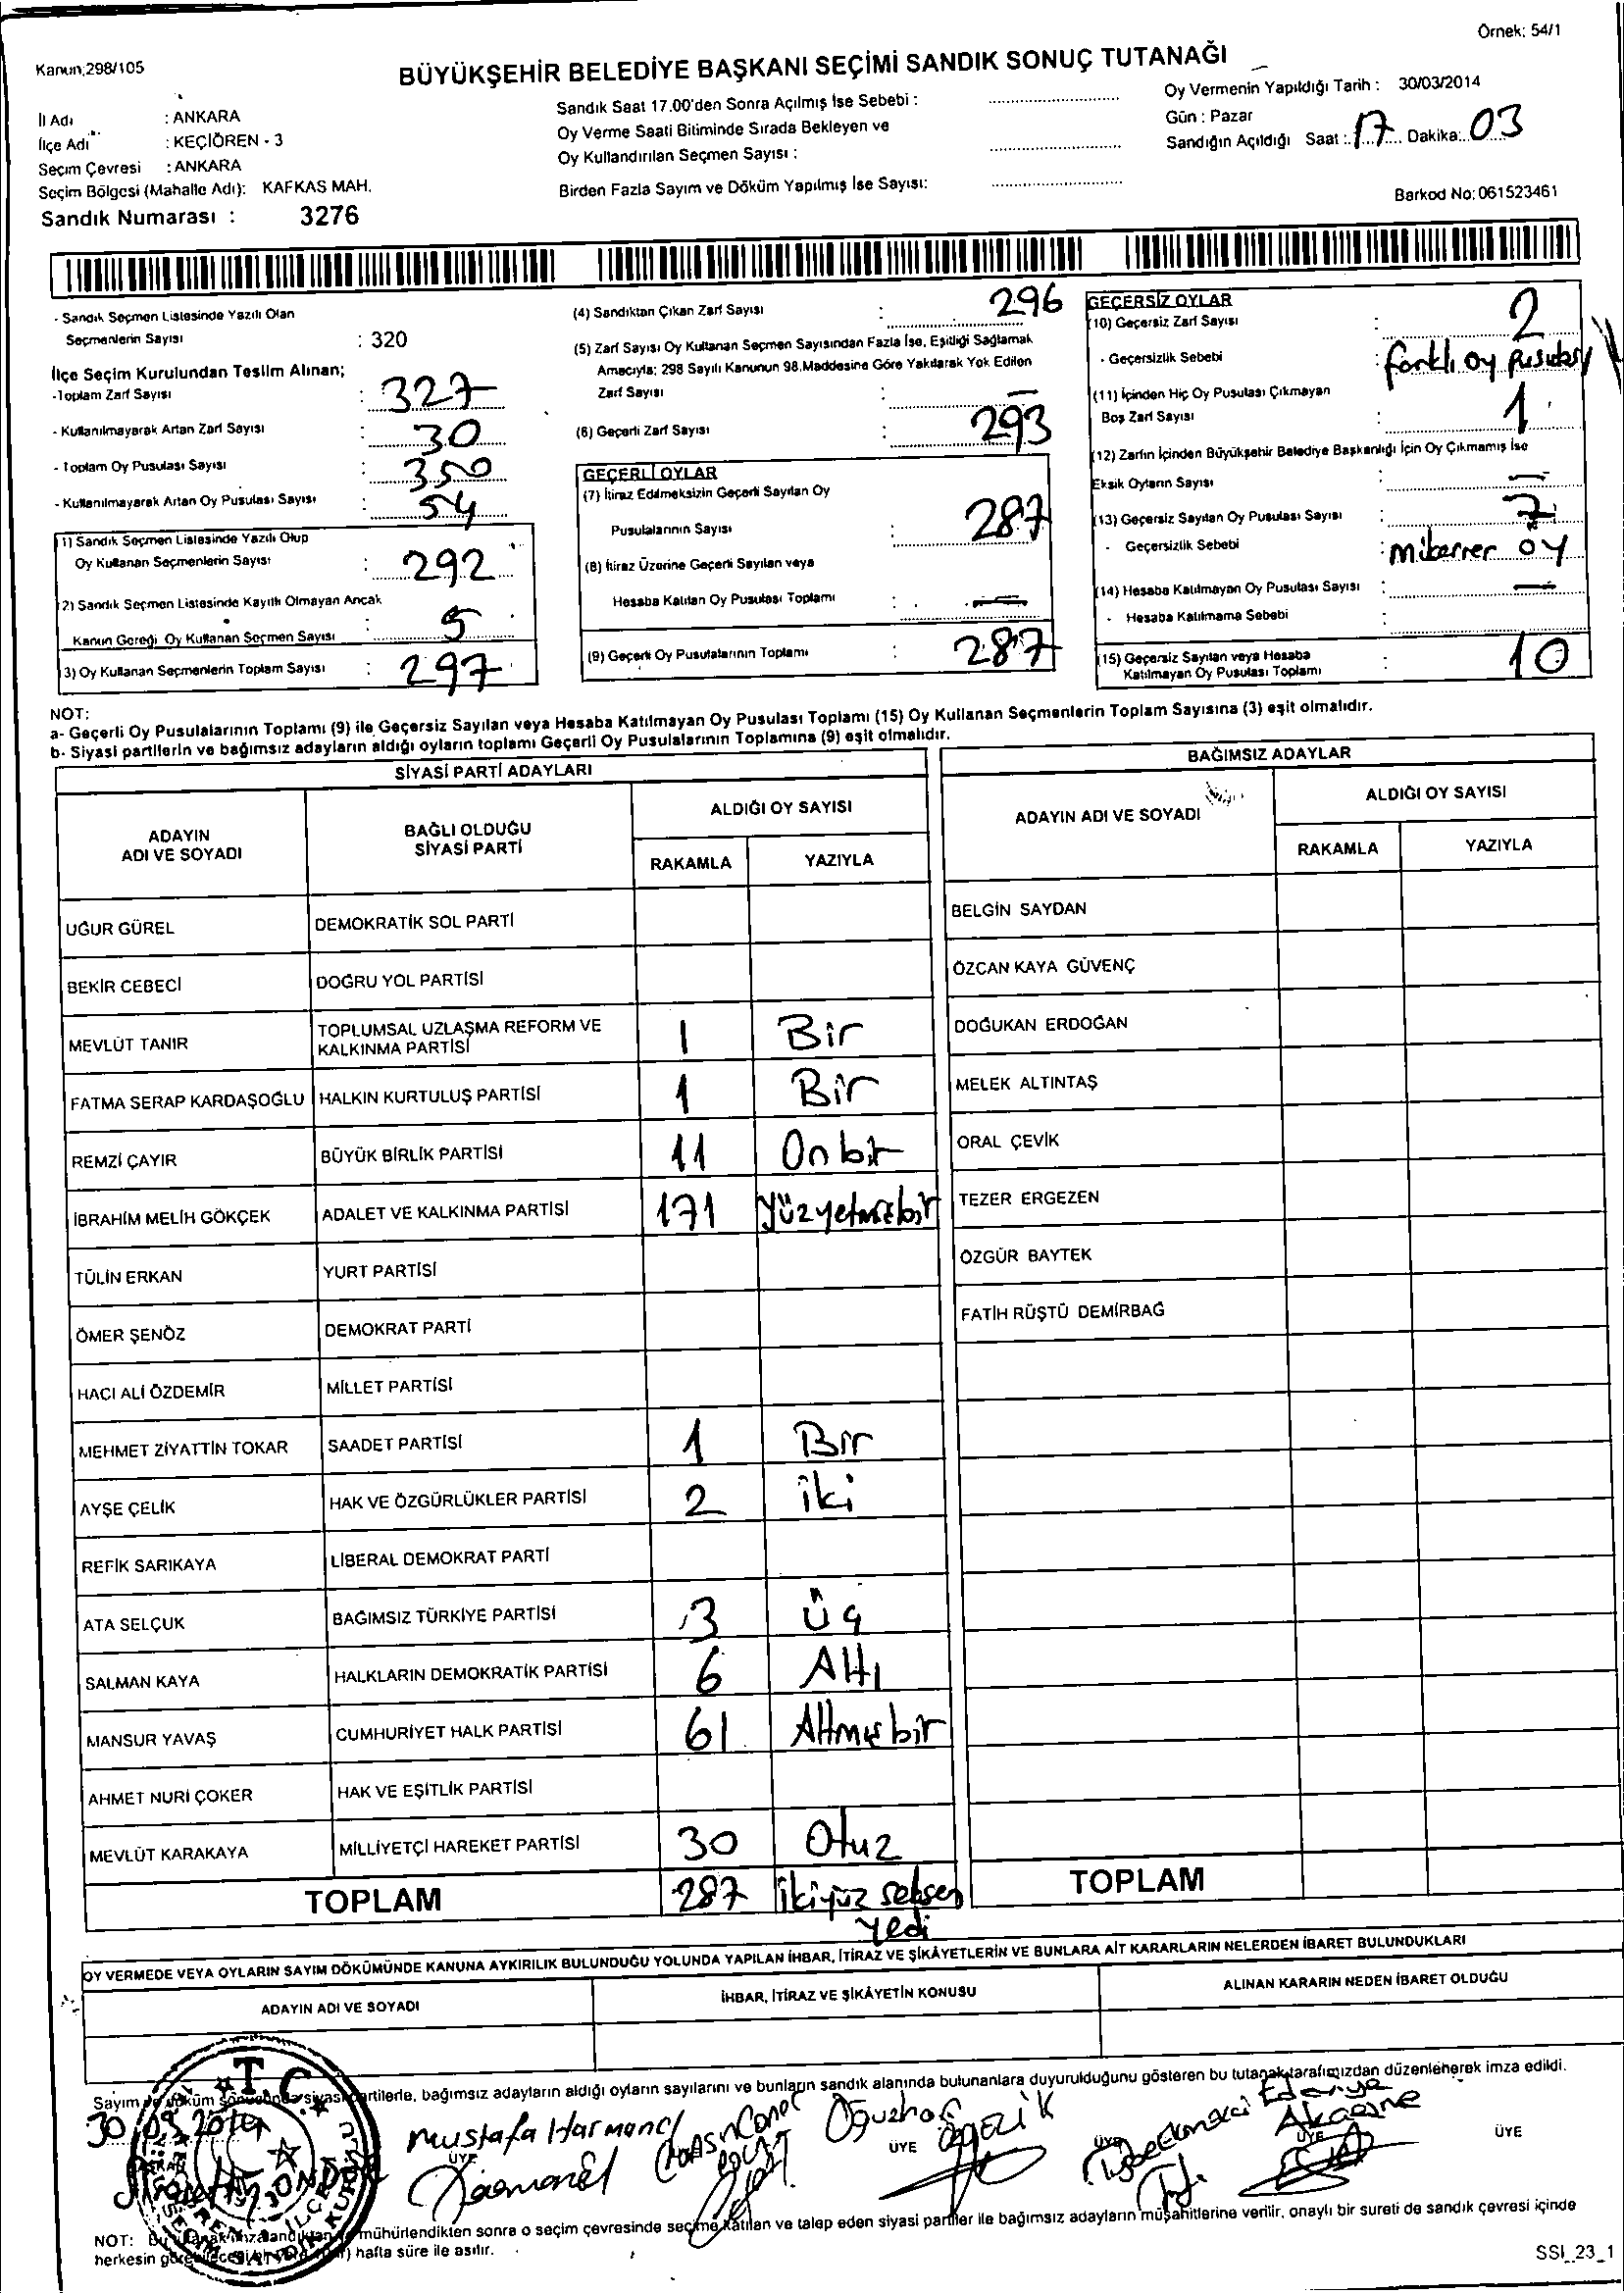 Örnek: 54/1
Kanun;298/105
BÜYÜKŞEHİR BELEDİYE BAŞKANI SEÇİMİ SANDIK SONUÇ TUTANAĞI
İl Adı : ANKARA
İlçe Adı : KEÇİÖREN - 3
Seçim Çevresi : ANKARA
Seçim Bölgesi (Mahalle Adı): KAFKAS MAH.
Sandık Numarası : 3276
Sandık Saat 17.00'den Sonra Açılmış İse Sebebi :
Oy Verme Saati Bitiminde Sırada Bekleyen ve
Oy Kullandırılan Seçmen Sayısı :
Birden Fazla Sayım ve Döküm Yapılmış İse Sayısı:
Oy Vermenin Yapıldığı Tarih : 30/03/2014
Gün : Pazar
Sandığın Açıldığı Saat : 17 Dakika: 03
Barkod No: 061523461
- Sandık Seçmen Listesinde Yazılı Olan
Seçmenlerin Sayısı : 320
İlçe Seçim Kurulundan Teslim Alınan;
-Toplam Zarf Sayısı : 327
- Kullanılmayarak Artan Zarf Sayısı : 30
- Toplam Oy Pusulası Sayısı : 350
- Kullanılmayarak Artan Oy Pusulası Sayısı : 54
1) Sandık Seçmen Listesinde Yazılı Olup
Oy Kullanan Seçmenlerin Sayısı : 292
2) Sandık Seçmen Listesinde Kayıtlı Olmayan Ancak
Kanun Gereği Oy Kullanan Seçmen Sayısı : 5
3) Oy Kullanan Seçmenlerin Toplam Sayısı : 297
(4) Sandıktan Çıkan Zarf Sayısı : 296
(5) Zarf Sayısı Oy Kullanan Seçmen Sayısından Fazla İse, Eşitliği Sağlamak
Amacıyla; 298 Sayılı Kanunun 98.Maddesine Göre Yakılarak Yok Edilen
Zarf Sayısı : —
(6) Geçerli Zarf Sayısı : 293
GEÇERLİ OYLAR
(7) İtiraz Edilmeksizin Geçerli Sayılan Oy
Pusulalarının Sayısı : 287
(8) İtiraz Üzerine Geçerli Sayılan veya
Hesaba Katılan Oy Pusulası Toplamı : —
(9) Geçerli Oy Pusulalarının Toplamı : 287
GEÇERSİZ OYLAR
(10) Geçersiz Zarf Sayısı : 2
- Geçersizlik Sebebi : farklı oy pusulası
(11) İçinden Hiç Oy Pusulası Çıkmayan
Boş Zarf Sayısı : 1
(12) Zarfın İçinden Büyükşehir Belediye Başkanlığı İçin Oy Çıkmamış İse
Eksik Oyların Sayısı : —
(13) Geçersiz Sayılan Oy Pusulası Sayısı : 7
- Geçersizlik Sebebi : mükerrer oy
(14) Hesaba Katılmayan Oy Pusulası Sayısı : —
- Hesaba Katılmama Sebebi :
(15) Geçersiz Sayılan veya Hesaba
Katılmayan Oy Pusulası Toplamı : 10
NOT:
a- Geçerli Oy Pusulalarının Toplamı (9) ile Geçersiz Sayılan veya Hesaba Katılmayan Oy Pusulası Toplamı (15) Oy Kullanan Seçmenlerin Toplam Sayısına (3) eşit olmalıdır.
b- Siyasi partilerin ve bağımsız adayların aldığı oyların toplamı Geçerli Oy Pusulalarının Toplamına (9) eşit olmalıdır.
SİYASİ PARTİ ADAYLARI
ADAYIN ADI VE SOYADI
BAĞLI OLDUĞU SİYASİ PARTİ
ALDIĞI OY SAYISI
RAKAMLA YAZIYLA
UĞUR GÜREL DEMOKRATİK SOL PARTİ
BEKİR CEBECİ DOĞRU YOL PARTİSİ
MEVLÜT TANIR TOPLUMSAL UZLAŞMA REFORM VE KALKINMA PARTİSİ 1 Bir
FATMA SERAP KARDAŞOĞLU HALKIN KURTULUŞ PARTİSİ 1 Bir
REMZİ ÇAYIR BÜYÜK BİRLİK PARTİSİ 11 Onbir
İBRAHİM MELİH GÖKÇEK ADALET VE KALKINMA PARTİSİ 171 Yüzyetmişbir
TÜLİN ERKAN YURT PARTİSİ
ÖMER ŞENÖZ DEMOKRAT PARTİ
HACI ALİ ÖZDEMİR MİLLET PARTİSİ
MEHMET ZİYATTİN TOKAR SAADET PARTİSİ 1 Bir
AYŞE ÇELİK HAK VE ÖZGÜRLÜKLER PARTİSİ 2 iki
REFİK SARIKAYA LİBERAL DEMOKRAT PARTİ
ATA SELÇUK BAĞIMSIZ TÜRKİYE PARTİSİ 3 Üç
SALMAN KAYA HALKLARIN DEMOKRATİK PARTİSİ 6 Altı
MANSUR YAVAŞ CUMHURİYET HALK PARTİSİ 61 Altmışbir
AHMET NURİ ÇOKER HAK VE EŞİTLİK PARTİSİ
MEVLÜT KARAKAYA MİLLİYETÇİ HAREKET PARTİSİ 30 Otuz
TOPLAM 287 ikiyüz seksen yedi
BAĞIMSIZ ADAYLAR
ADAYIN ADI VE SOYADI
ALDIĞI OY SAYISI
RAKAMLA YAZIYLA
BELGİN SAYDAN
ÖZCAN KAYA GÜVENÇ
DOĞUKAN ERDOĞAN
MELEK ALTINTAŞ
ORAL ÇEVİK
TEZER ERGEZEN
ÖZGÜR BAYTEK
FATİH RÜŞTÜ DEMİRBAĞ
TOPLAM
OY VERMEDE VEYA OYLARIN SAYIM DÖKÜMÜNDE KANUNA AYKIRILIK BULUNDUĞU YOLUNDA YAPILAN İHBAR, İTİRAZ VE ŞİKÂYETLERİN VE BUNLARA AİT KARARLARIN NELERDEN İBARET BULUNDUKLARI
ADAYIN ADI VE SOYADI
İHBAR, İTİRAZ VE ŞİKÂYETİN KONUSU
ALINAN KARARIN NEDEN İBARET OLDUĞU
Sayım ve döküm sonucunda siyasi partilerle, bağımsız adayların aldığı oyların sayılarını ve bunların sandık alanında bulunanlara duyurulduğunu gösteren bu tutanak tarafımızdan düzenlenerek imza edildi.
30/03/2014
T.C.
Mustafa Harmancı
Oğuzhan
ÜYE ÜYE ÜYE ÜYE ÜYE
NOT: Bu tutanak imzalandıktan mühürlendikten sonra o seçim çevresinde seçime katılan ve talep eden siyasi partiler ile bağımsız adayların müşahitlerine verilir, onaylı bir sureti de sandık çevresi içinde
herkesin görebileceği hafta süre ile asılır.
SSI_23_1